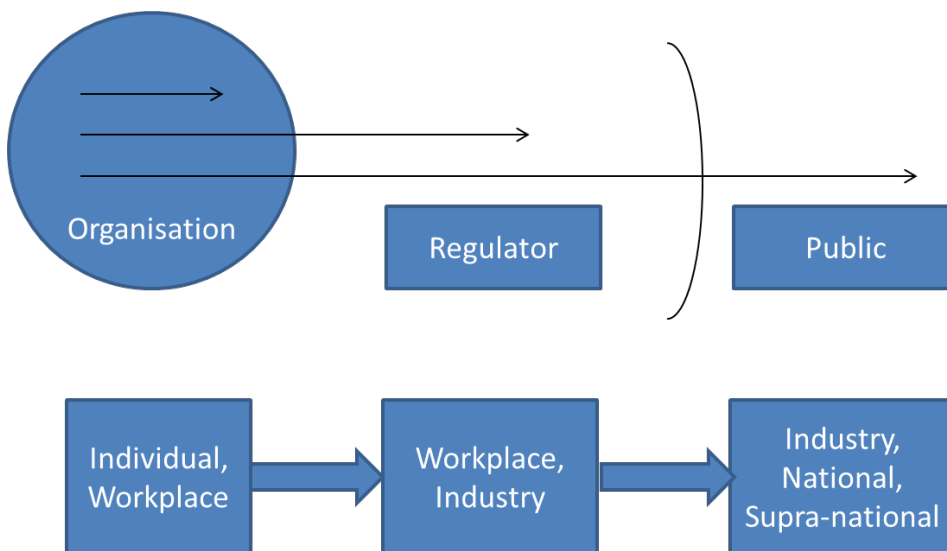 Organisation
Regulator
Public
Individual,
Workplace
Workplace,
Industry
Industry,
National,
Supra-national